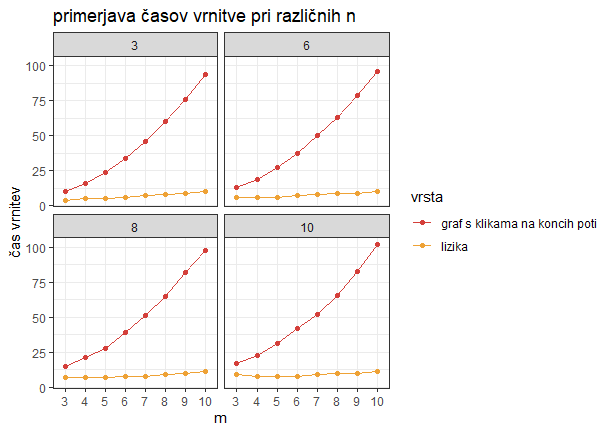 primerjava časov vrnitve pri različnih n
3 6
100
75
50
25
0
8 10
100
75
50
25
0
3 4 5 6 7 8 9 10 3 4 5 6 7 8 9 10
m
čas vrnitev
vrsta
graf s klikama na koncih poti
lizika